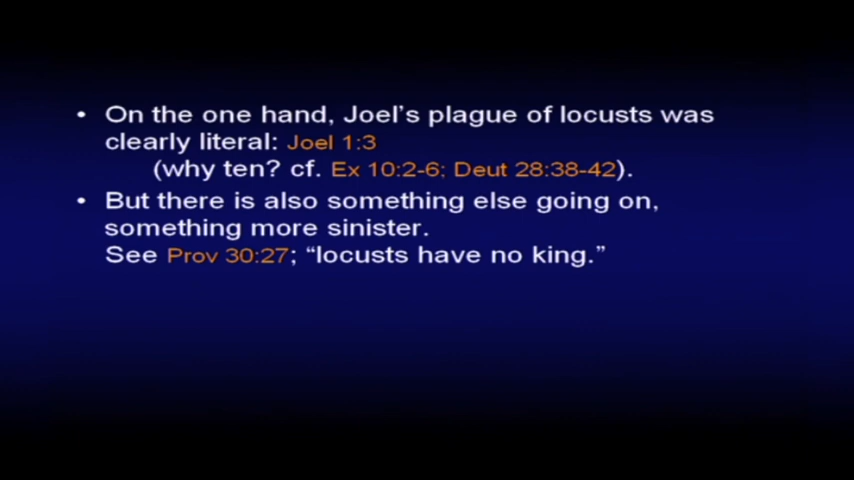 • On the one hand, Joel's plague of locusts was
clearly literal: Joel 1:3
(why ten? cf. Ex 10:2-6; Deut 28:38-42).
• But there is also something else going on,
something more sinister.
See Prov 30:27; “locusts have no king.”